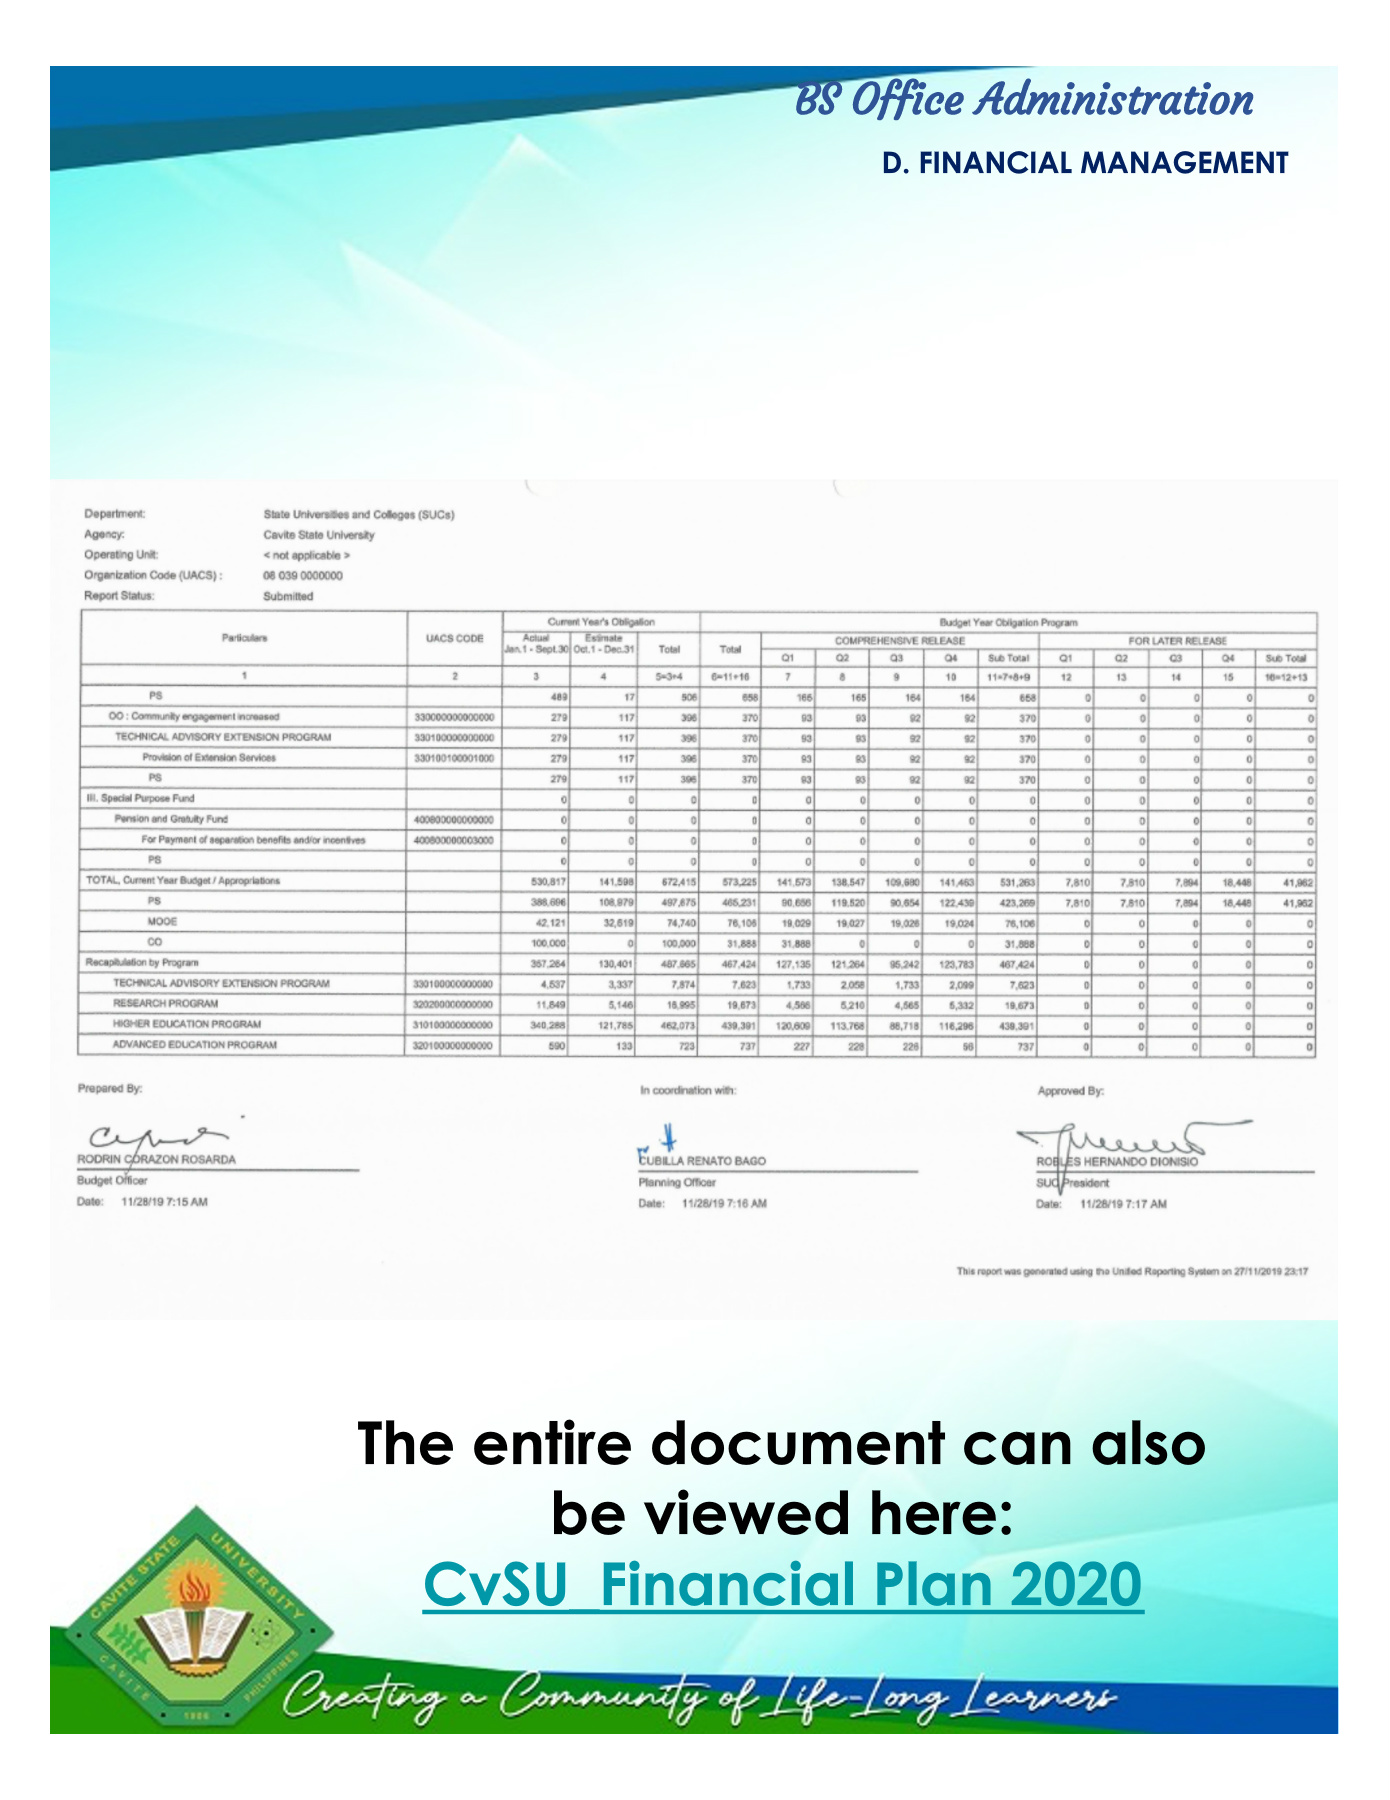 BS Office Administration
D. FINANCIAL MANAGEMENT
Department: State Universities and Colleges (SUCs)
Agency: Cavite State University
Operating Unit: < not applicable >
Organization Code (UACS) : 08 039 0000000
Report Status: Submitted
Current Year's Obligation Budget Year Obligation Program
Particulars UACS CODE Actual Jan.1 - Sept.30 Estimate Oct.1 - Dec.31 Total Total COMPREHENSIVE RELEASE FOR LATER RELEASE
Q1 Q2 Q3 Q4 Sub Total Q1 Q2 Q3 Q4 Sub Total
1 2 3 4 5=3+4 6=11+16 7 8 9 10 11=7+8+9 12 13 14 15 16=12+13
PS 489 17 506 658 165 165 164 164 658 0 0 0 0 0
OO : Community engagement increased 330000000000000 279 117 396 370 93 93 92 92 370 0 0 0 0 0
TECHNICAL ADVISORY EXTENSION PROGRAM 330100000000000 279 117 396 370 93 93 92 92 370 0 0 0 0 0
Provision of Extension Services 330100100001000 279 117 396 370 93 93 92 92 370 0 0 0 0 0
PS 279 117 396 370 93 93 92 92 370 0 0 0 0 0
III. Special Purpose Fund 0 0 0 0 0 0 0 0 0 0 0 0 0 0
Pension and Gratuity Fund 400800000000000 0 0 0 0 0 0 0 0 0 0 0 0 0 0
For Payment of separation benefits and/or incentives 400800000003000 0 0 0 0 0 0 0 0 0 0 0 0 0 0
PS 0 0 0 0 0 0 0 0 0 0 0 0 0 0
TOTAL, Current Year Budget / Appropriations 530,817 141,598 672,415 573,225 141,573 138,547 109,680 141,463 531,263 7,810 7,810 7,894 18,448 41,962
PS 388,696 108,979 497,675 465,231 90,656 119,520 90,654 122,439 423,269 7,810 7,810 7,894 18,448 41,962
MOOE 42,121 32,619 74,740 76,106 19,029 19,027 19,026 19,024 76,106 0 0 0 0 0
CO 100,000 0 100,000 31,888 31,888 0 0 0 31,888 0 0 0 0 0
Recapitulation by Program 357,264 130,401 487,665 467,424 127,135 121,264 95,242 123,783 467,424 0 0 0 0 0
TECHNICAL ADVISORY EXTENSION PROGRAM 330100000000000 4,537 3,337 7,874 7,623 1,733 2,058 1,733 2,099 7,623 0 0 0 0 0
RESEARCH PROGRAM 320200000000000 11,849 5,146 16,995 19,673 4,566 5,210 4,565 5,332 19,673 0 0 0 0 0
HIGHER EDUCATION PROGRAM 310100000000000 340,288 121,785 462,073 439,391 120,609 113,768 88,718 116,296 439,391 0 0 0 0 0
ADVANCED EDUCATION PROGRAM 320100000000000 590 133 723 737 227 228 226 56 737 0 0 0 0 0
Prepared By: In coordination with: Approved By:
RODRIN CORAZON ROSARDA CUBILLA RENATO BAGO ROBLES HERNANDO DIONISIO
Budget Officer Planning Officer SUC President
Date: 11/28/19 7:15 AM Date: 11/28/19 7:16 AM Date: 11/28/19 7:17 AM
This report was generated using the Unified Reporting System on 27/11/2019 23:17
The entire document can also
be viewed here:
CvSU_Financial Plan 2020
CAVITE STATE UNIVERSITY
CAVITE PHILIPPINES
1906
Creating a Community of Life-Long Learners